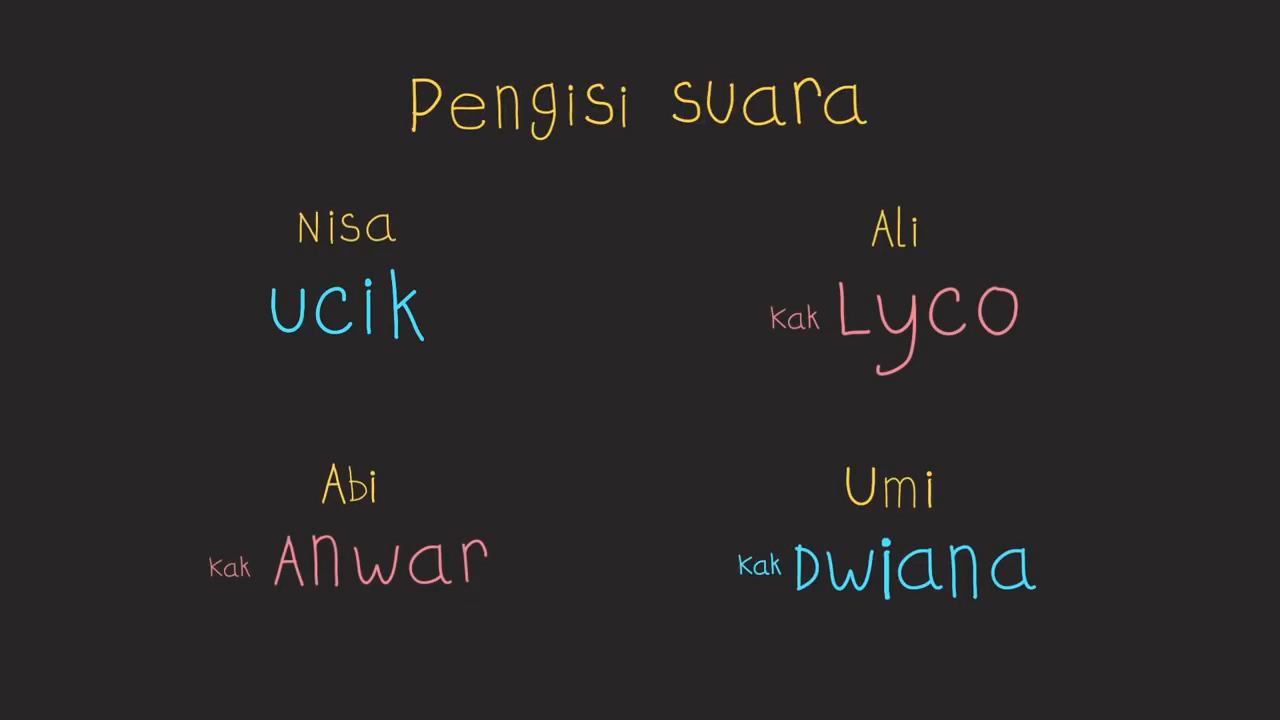 Pengisi suara
Nisa
ucik
Ali
Kak Lyco
Abi
Kak Anwar
Umi
Kak Dwiana